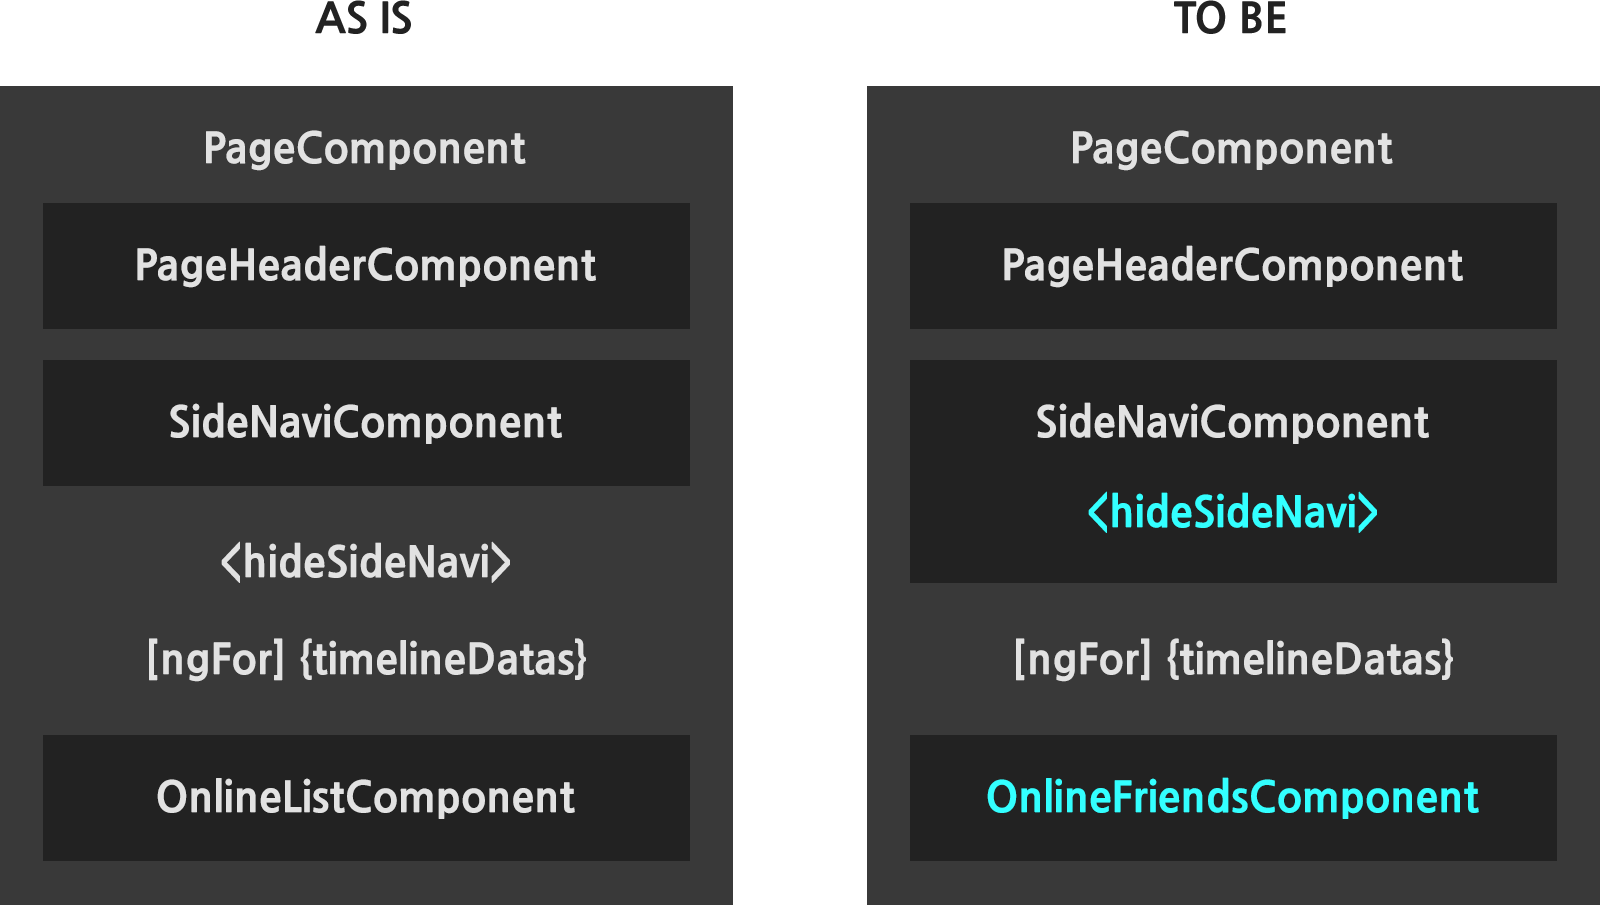 AS IS
PageComponent
PageHeaderComponent
SideNaviComponent
<hideSideNavi>
[ngFor] {timelineDatas}
OnlineListComponent
TO BE
PageComponent
PageHeaderComponent
SideNaviComponent
<hideSideNavi>
[ngFor] {timelineDatas}
OnlineFriendsComponent